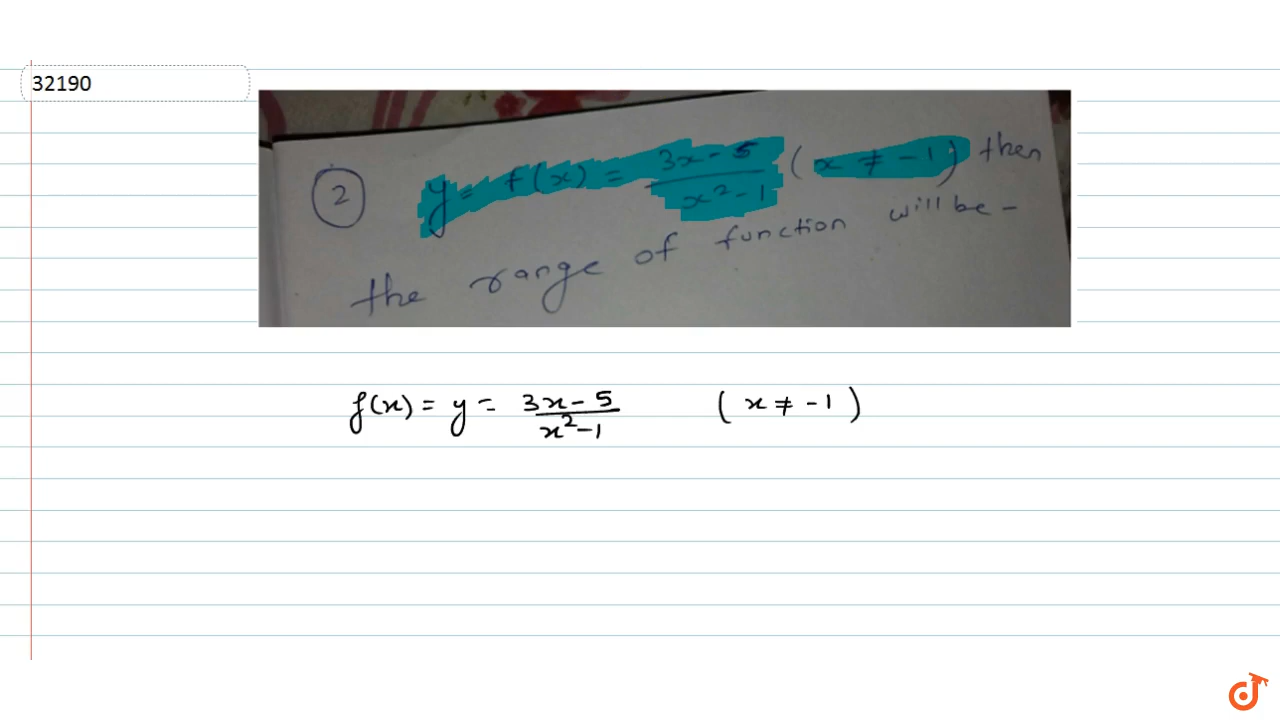 32190
② y = f(x) = (3x - 5)/(x² - 1) (x ≠ -1) then
the range of function will be -
f(x) = y = (3x - 5)/(x² - 1) (x ≠ -1)